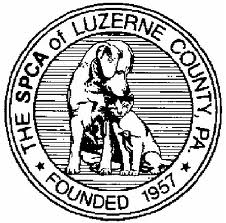 THE SPCA of LUZERNE COUNTY, PA.
★ FOUNDED 1957 ★